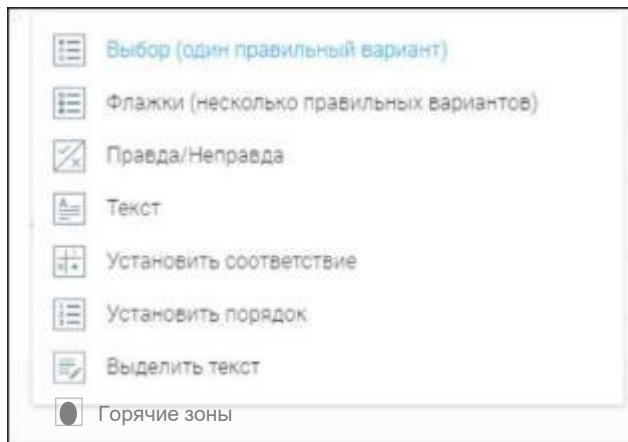 Выбор (один правильный вариант)
Флажки (несколько правильных вариантов)
Правда/Неправда
Текст
Установить соответствие
Установить порядок
Выделить текст
Горячие зоны